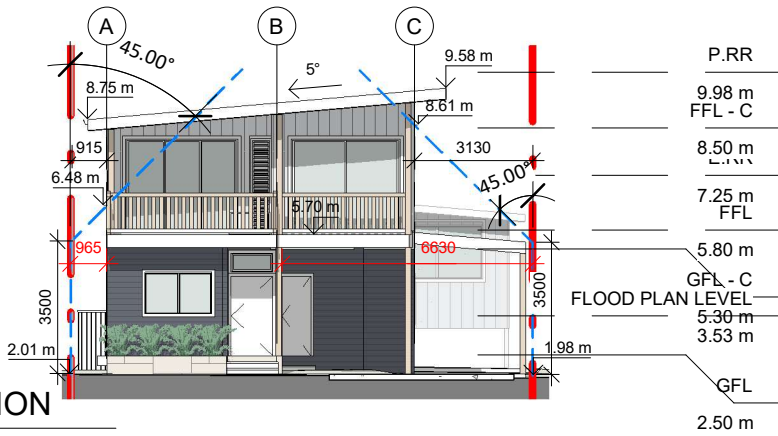 A
B
C
45.00°
9.58 m
5°
P.RR
8.75 m
9.98 m
FFL - C
8.61 m
915
3130
8.50 m
45.00°
6.48 m
7.25 m
FFL
5.70 m
965
6630
5.80 m
GFL - C
FLOOD PLAN LEVEL
3500
3500
5.30 m
3.53 m
2.01 m
1.98 m
GFL
ION
2.50 m